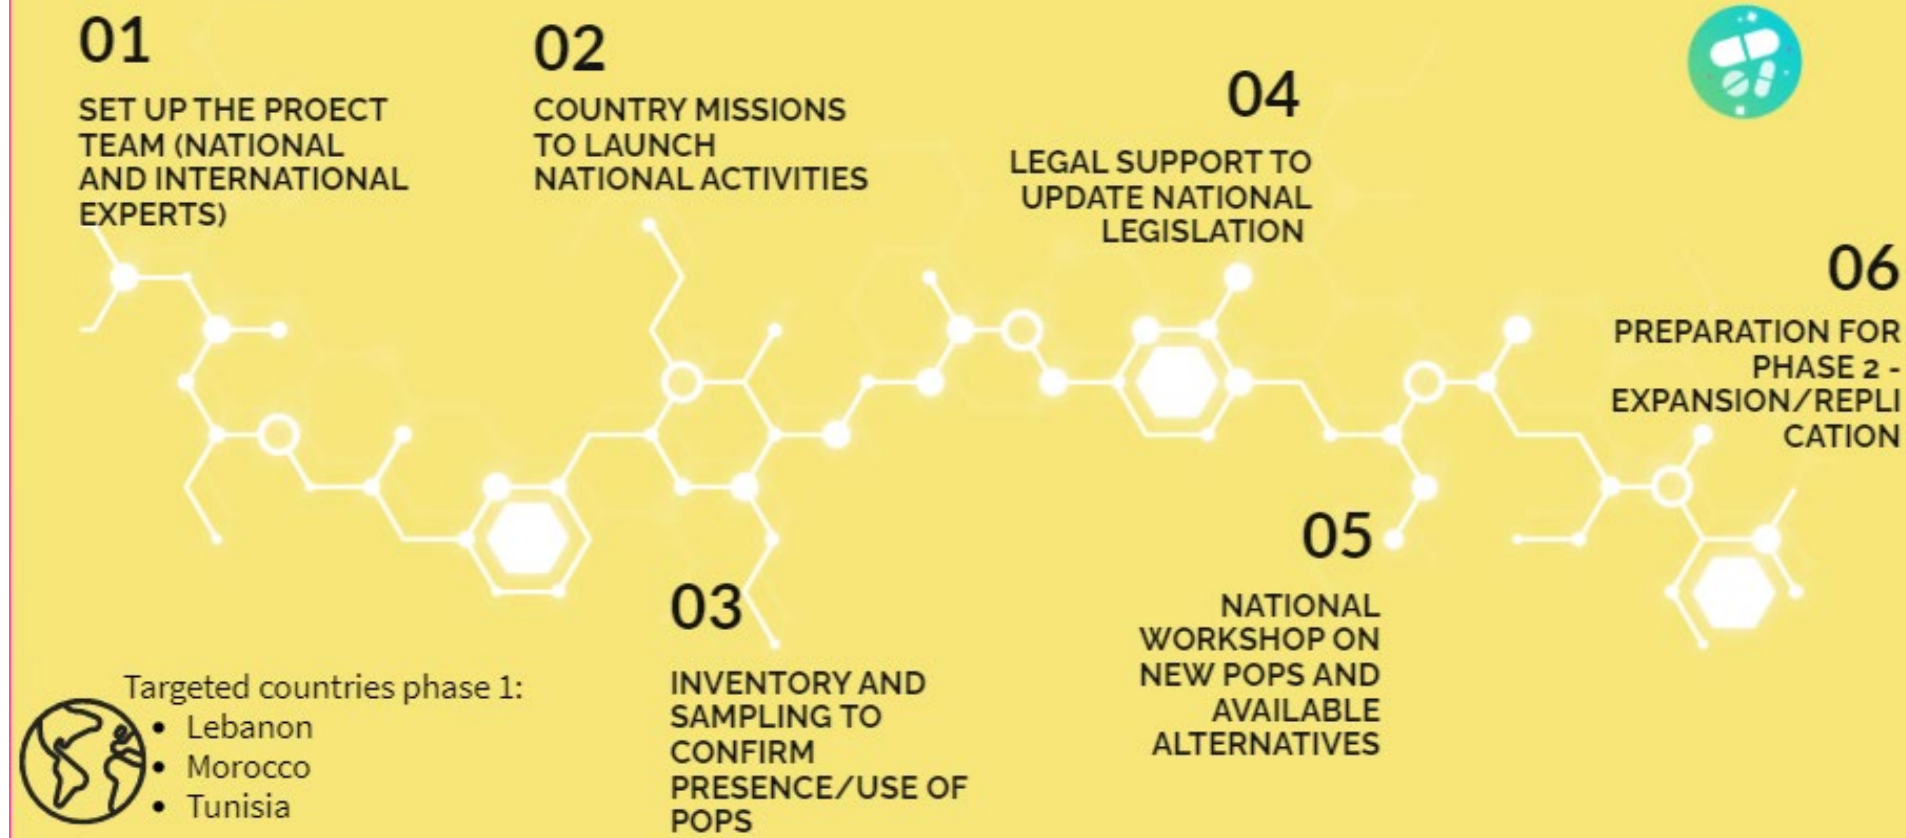 01
SET UP THE PROECT
TEAM (NATIONAL
AND INTERNATIONAL
EXPERTS)
02
COUNTRY MISSIONS
TO LAUNCH
NATIONAL ACTIVITIES
03
INVENTORY AND
SAMPLING TO
CONFIRM
PRESENCE/USE OF
POPS
04
LEGAL SUPPORT TO
UPDATE NATIONAL
LEGISLATION
05
NATIONAL
WORKSHOP ON
NEW POPS AND
AVAILABLE
ALTERNATIVES
06
PREPARATION FOR
PHASE 2 -
EXPANSION/REPLI
CATION
Targeted countries phase 1:
• Lebanon
• Morocco
• Tunisia